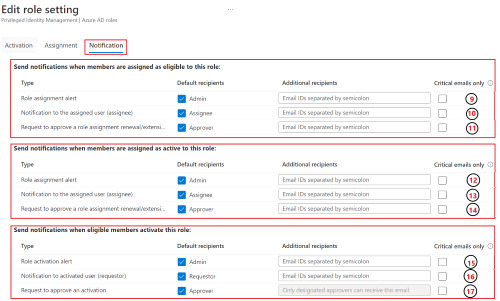 Edit role setting ...
Privileged Identity Management | Azure AD roles
Activation Assignment Notification
Send notifications when members are assigned as eligible to this role:
Type Default recipients Additional recipients Critical emails only
Role assignment alert Admin Email IDs separated by semicolon 9
Notification to the assigned user (assignee) Assignee Email IDs separated by semicolon 10
Request to approve a role assignment renewal/extensi... Approver Email IDs separated by semicolon 11
Send notifications when members are assigned as active to this role:
Type Default recipients Additional recipients Critical emails only
Role assignment alert Admin Email IDs separated by semicolon 12
Notification to the assigned user (assignee) Assignee Email IDs separated by semicolon 13
Request to approve a role assignment renewal/extensi... Approver Email IDs separated by semicolon 14
Send notifications when eligible members activate this role:
Type Default recipients Additional recipients Critical emails only
Role activation alert Admin Email IDs separated by semicolon 15
Notification to activated user (requestor) Requestor Email IDs separated by semicolon 16
Request to approve an activation Approver Only designated approvers can receive this email 17